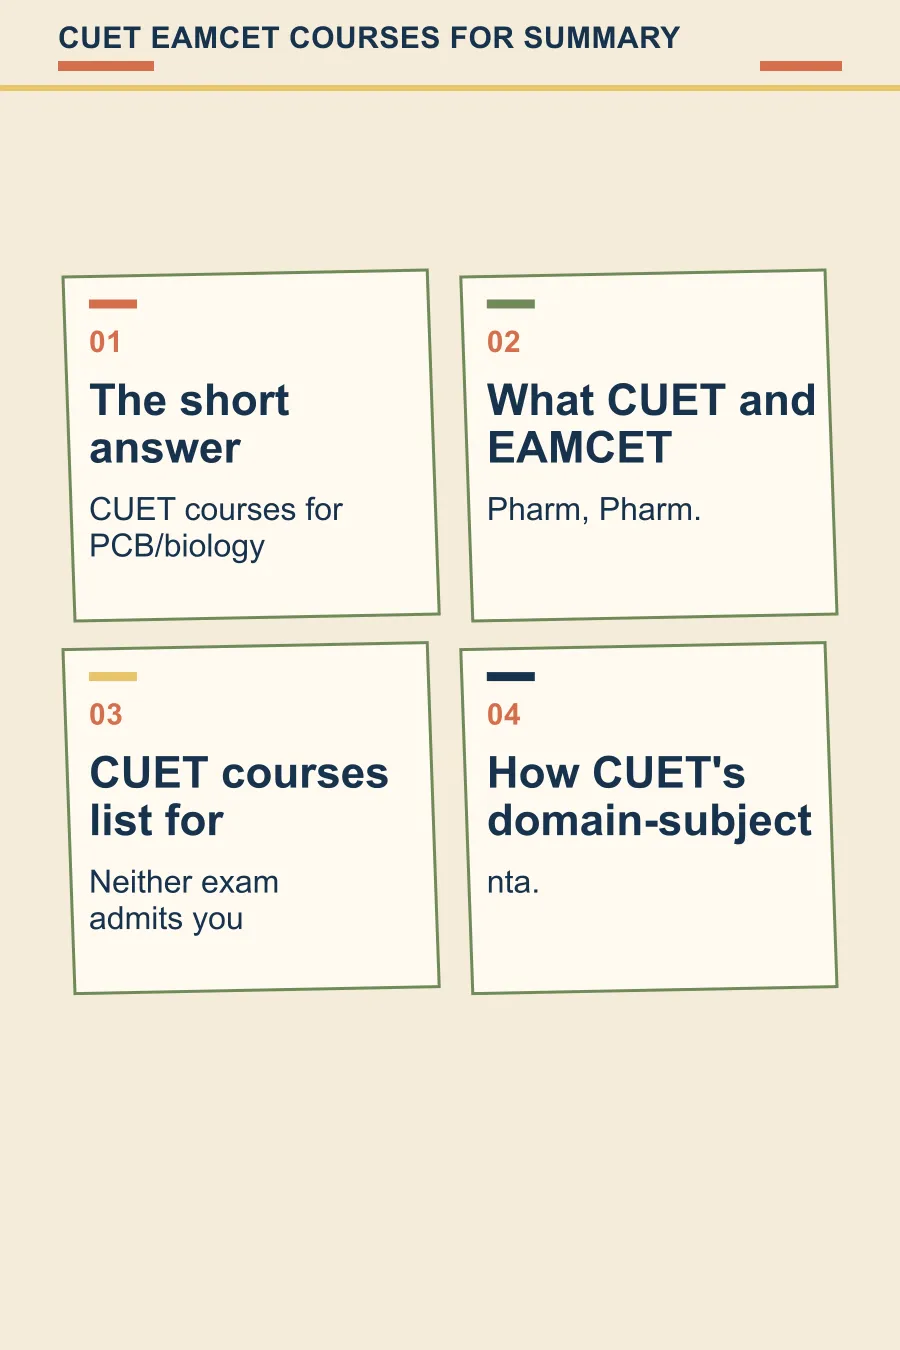 CUET EAMCET COURSES FOR SUMMARY
01
The short
answer
CUET courses for
PCB/biology
02
What CUET and
EAMCET
Pharm, Pharm.
03
CUET courses
list for
Neither exam
admits you
04
How CUET's
domain-subject
nta.